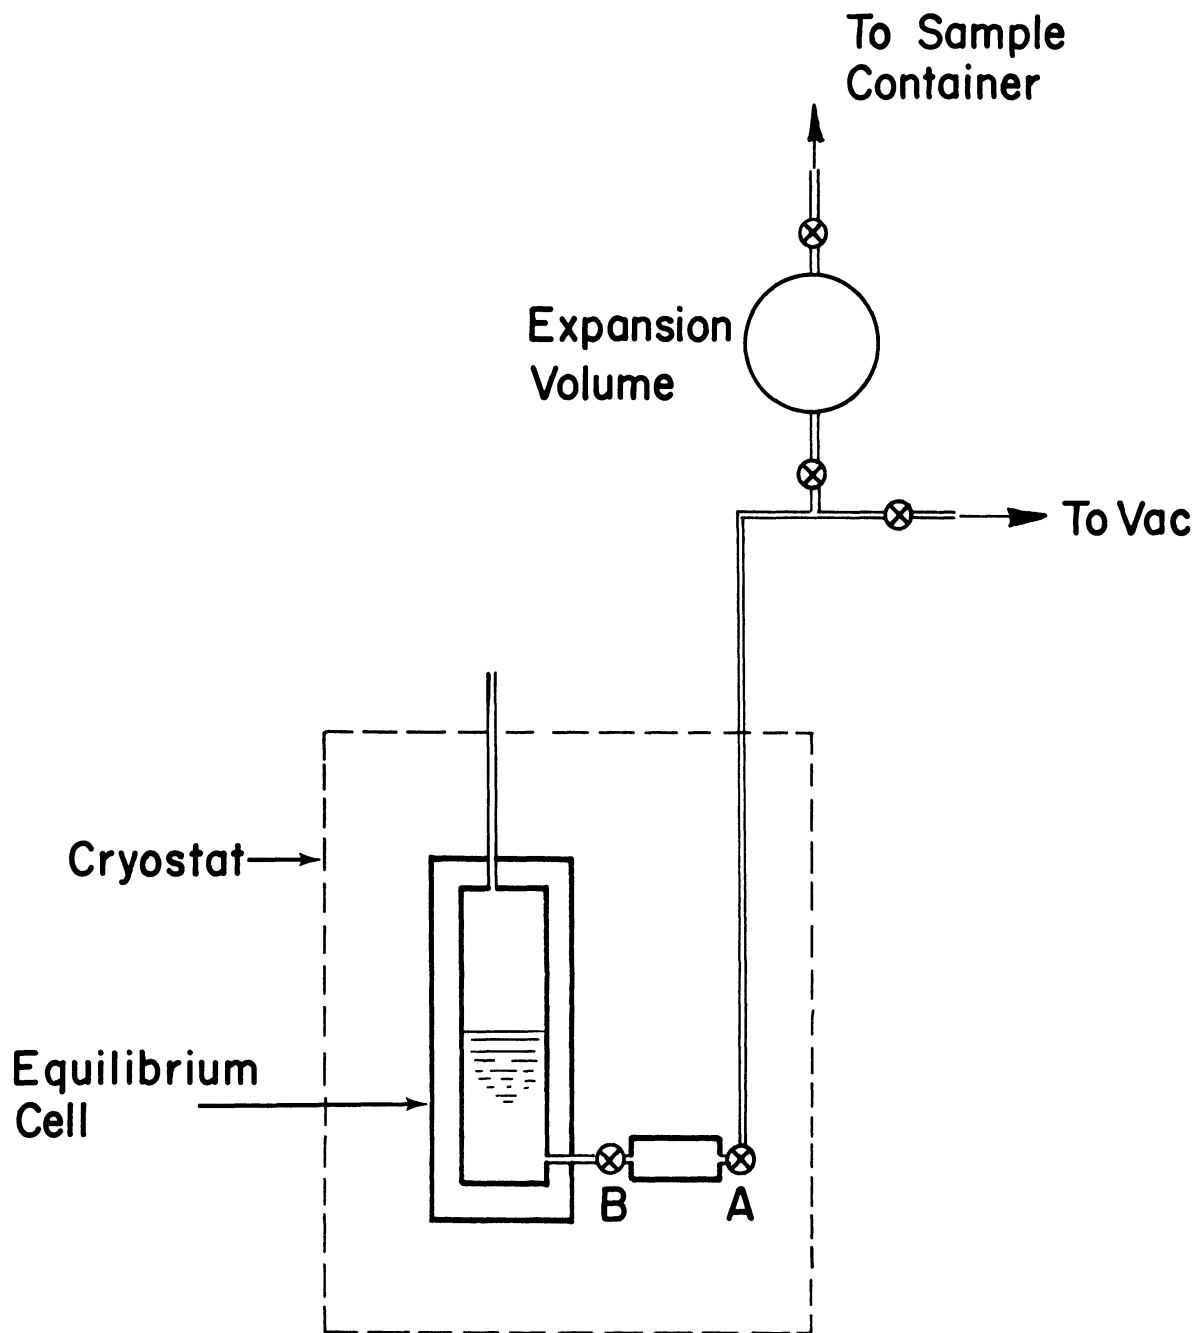 To Sample
Container
Expansion
Volume
To Vac
Cryostat
Equilibrium
Cell
B
A